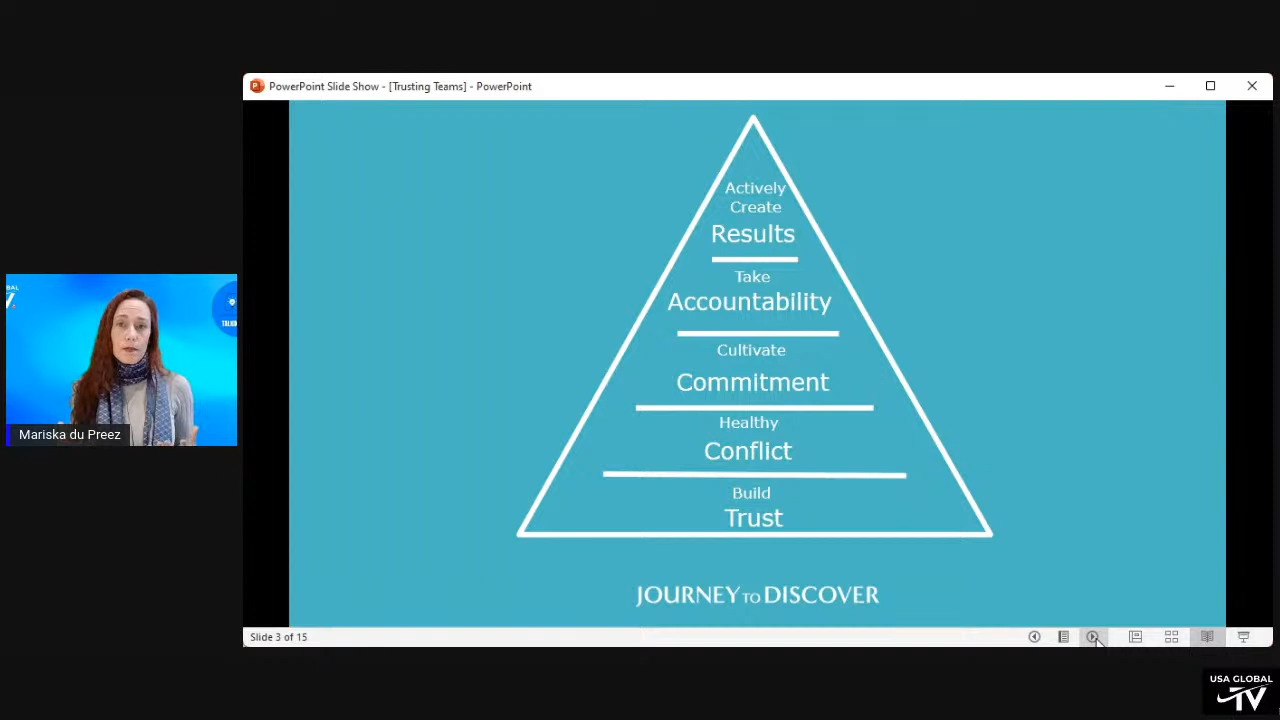 PowerPoint Slide Show - [Trusting Teams] - PowerPoint
Actively
Create
Results
Take
Accountability
Cultivate
Commitment
Healthy
Conflict
Build
Trust
JOURNEY TO DISCOVER
Slide 3 of 15
Mariska du Preez
USA GLOBAL
TV